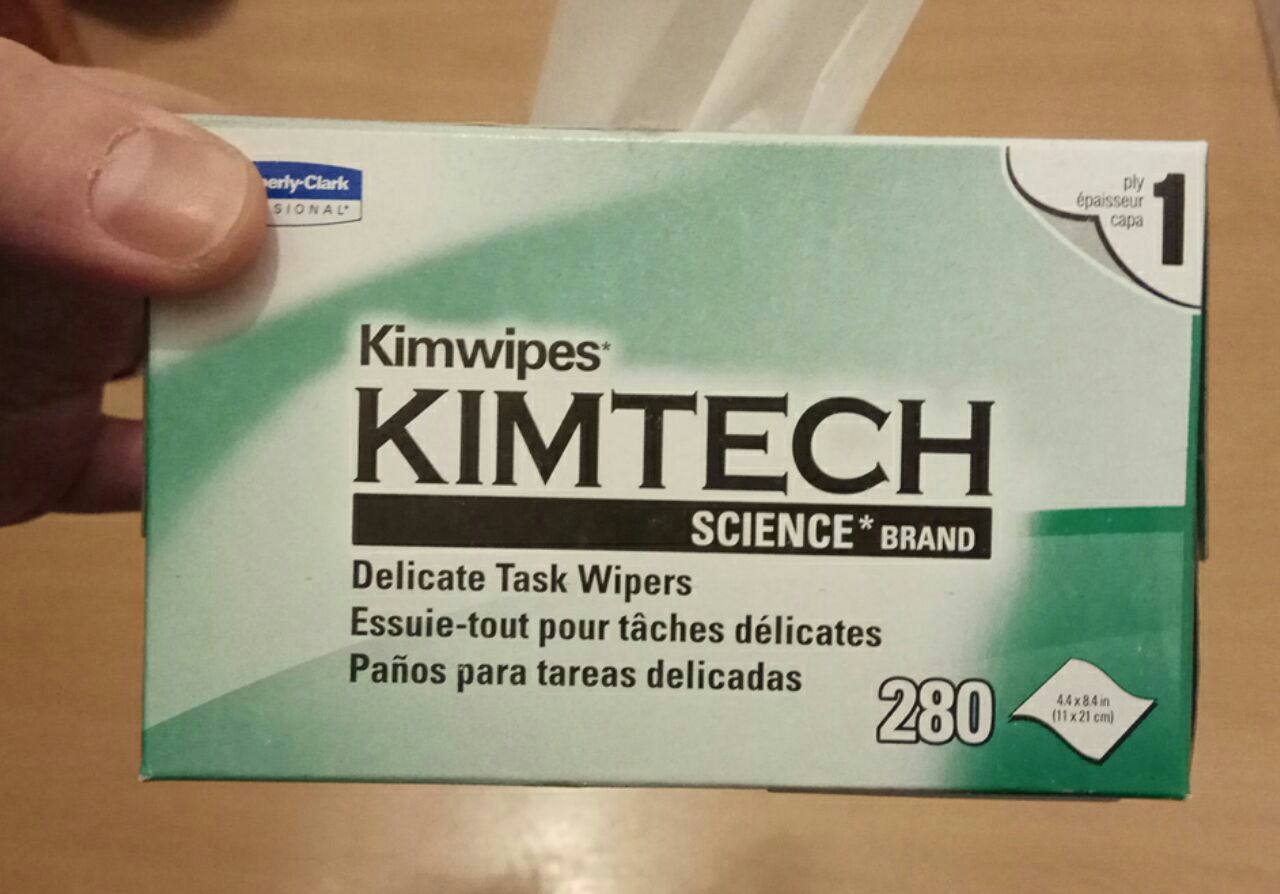 erly-Clark
SIONAL*
ply
épaisseur
capa
1
Kimwipes*
KIMTECH
SCIENCE* BRAND
Delicate Task Wipers
Essuie-tout pour tâches délicates
Paños para tareas delicadas
280
4.4 x 8.4 in
(11 x 21 cm)